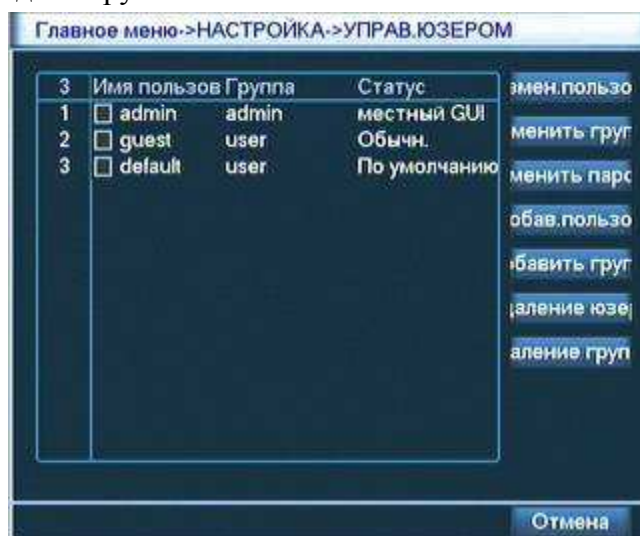 Главное меню->НАСТРОЙКА->УПРАВ.ЮЗЕРОМ
3 Имя пользов Группа Статус
1 admin admin местный GUI
2 guest user Обычн.
3 default user По умолчанию
змен.пользо
менить груп
менить паро
обав.пользо
бавить груп
даление юзе
аление груп
Отмена